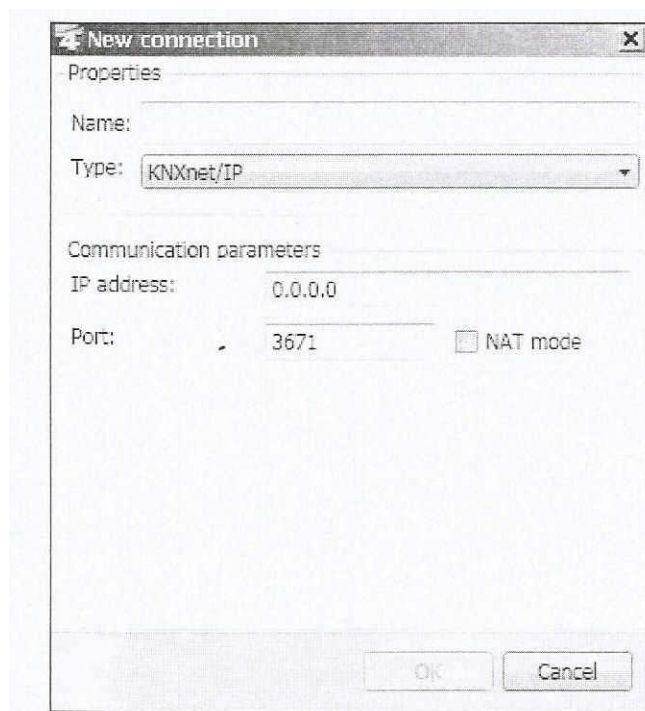 New connection
Properties
Name:
Type: KNXnet/IP
Communication parameters
IP address: 0.0.0.0
Port: 3671 NAT mode
OK Cancel